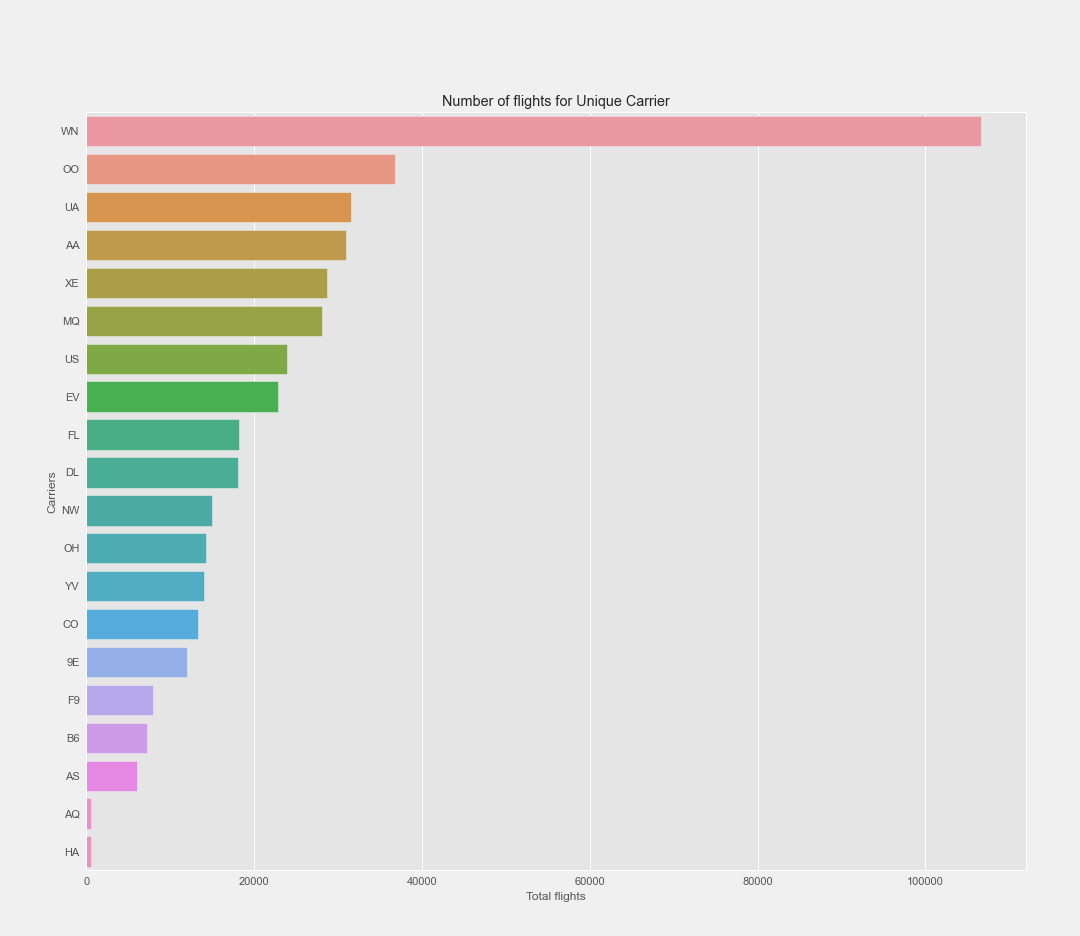 Number of flights for Unique Carrier
WN
OO
UA
AA
XE
MQ
US
EV
FL
DL
NW
OH
YV
CO
9E
F9
B6
AS
AQ
HA
Carriers
0 20000 40000 60000 80000 100000
Total flights